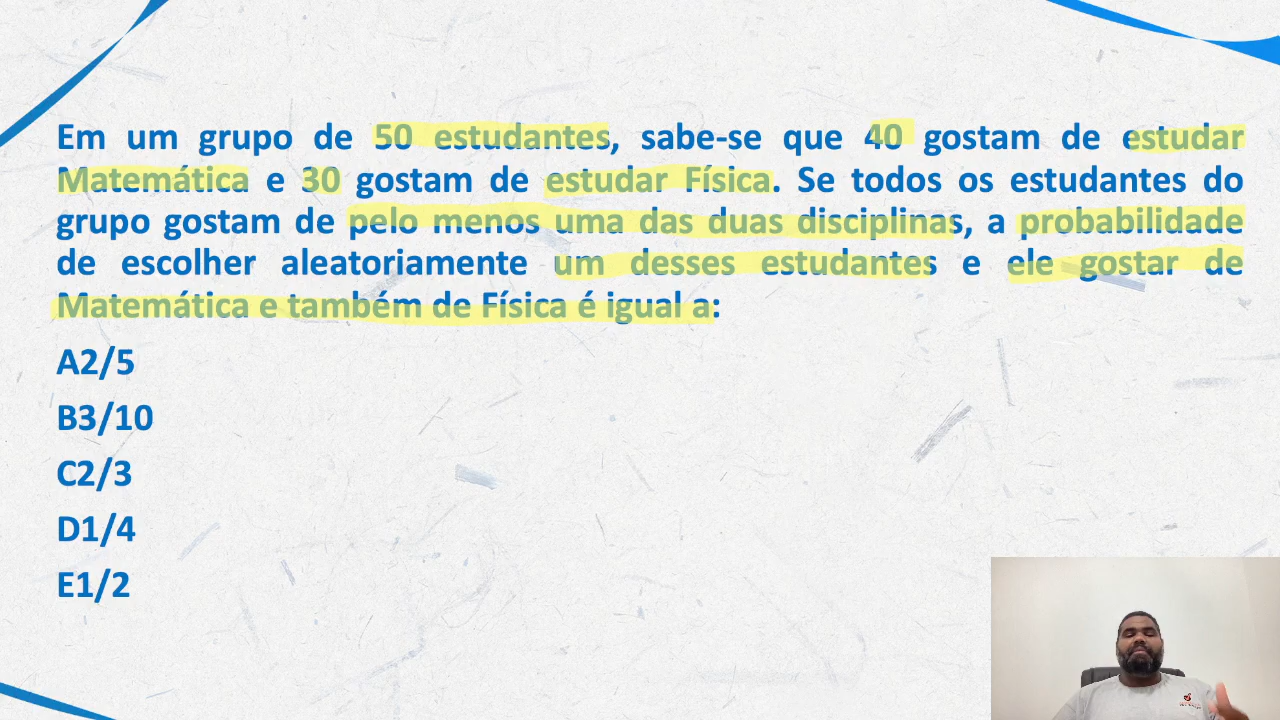 Em um grupo de 50 estudantes, sabe-se que 40 gostam de estudar
Matemática e 30 gostam de estudar Física. Se todos os estudantes do
grupo gostam de pelo menos uma das duas disciplinas, a probabilidade
de escolher aleatoriamente um desses estudantes e ele gostar de
Matemática e também de Física é igual a:
A2/5
B3/10
C2/3
D1/4
E1/2